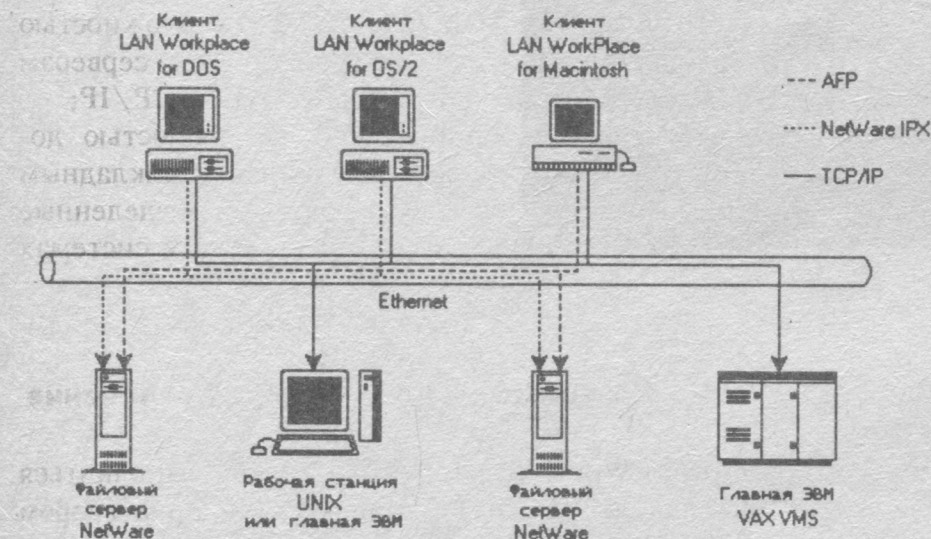 Клиент
LAN Workplace
for DOS
Клиент
LAN Workplace
for OS/2
Клиент
LAN WorkPlace
for Macintosh
AFP
NetWare IPX
TCP/IP
Ethernet
Файловый
сервер
NetWare
Рабочая станция
UNIX
или главная ЭВМ
Файловый
сервер
NetWare
Главная ЭВМ
VAX VMS